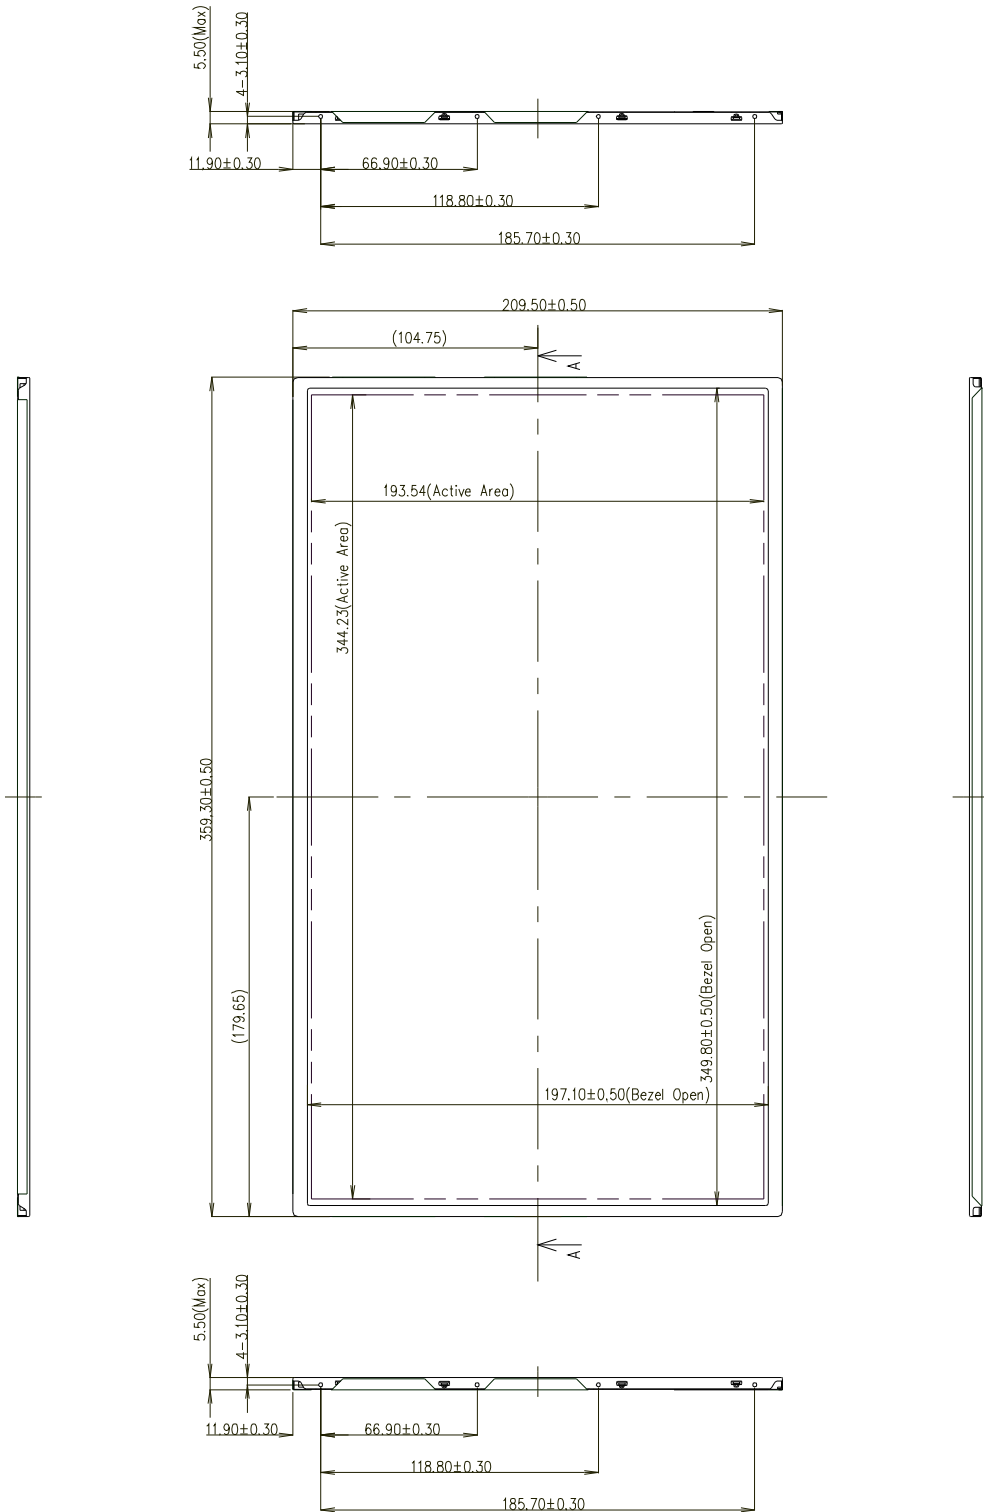 5.50(Max)
4-3.10±0.30
11.90±0.30
66.90±0.30
118.80±0.30
185.70±0.30
209.50±0.50
(104.75)
A
193.54(Active Area)
344.23(Active Area)
359.30±0.50
(179.65)
349.80±0.50(Bezel Open)
197.10±0.50(Bezel Open)
A
5.50(Max)
4-3.10±0.30
11.90±0.30
66.90±0.30
118.80±0.30
185.70±0.30